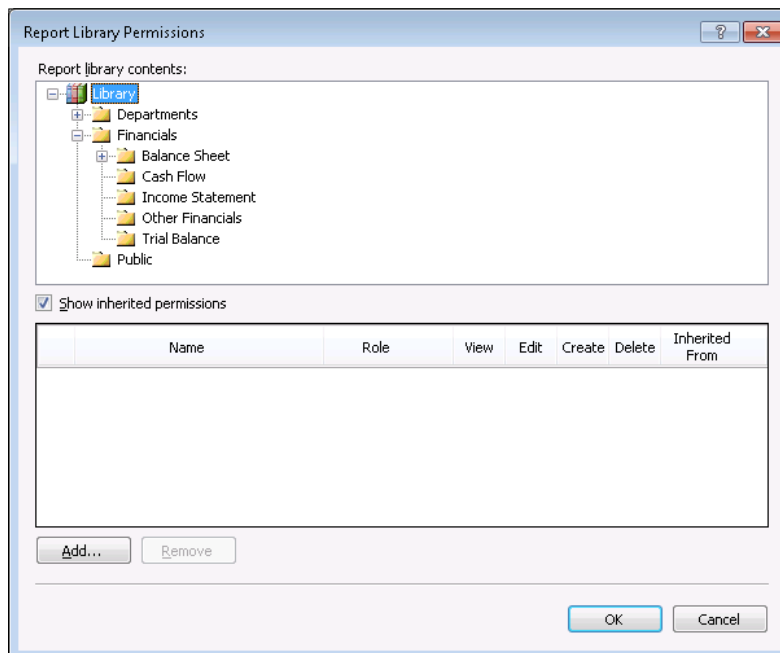 Report Library Permissions
Report library contents:
Library
Departments
Financials
Balance Sheet
Cash Flow
Income Statement
Other Financials
Trial Balance
Public
Show inherited permissions
Name Role View Edit Create Delete Inherited From
Add... Remove
OK Cancel